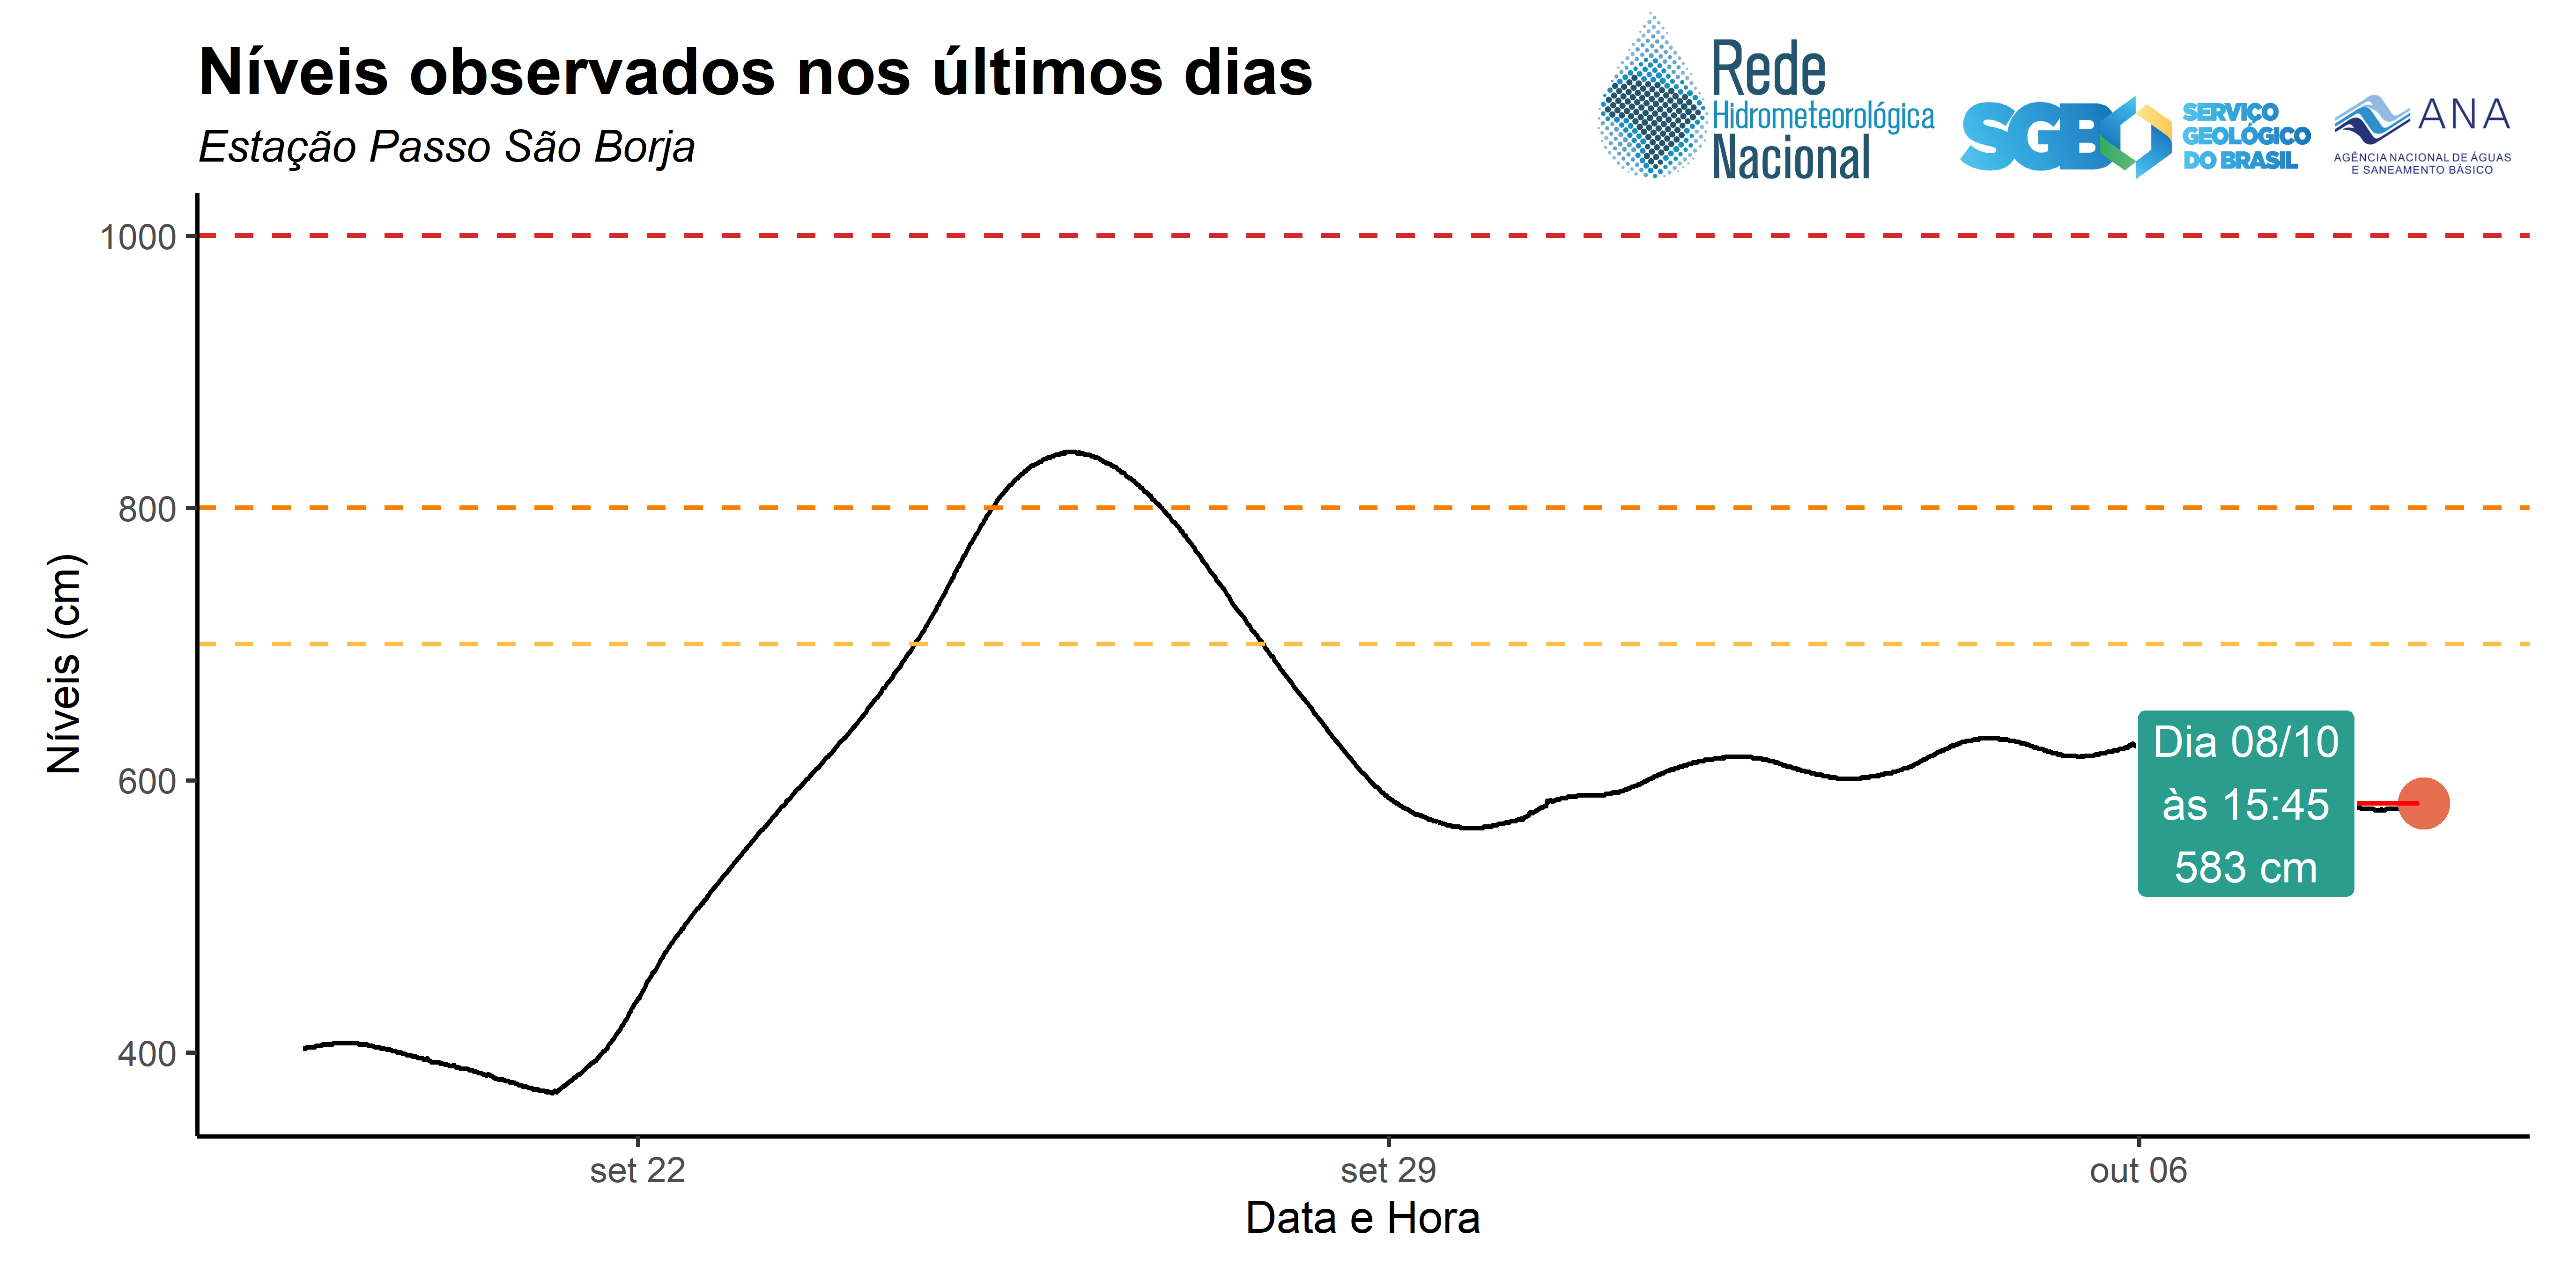 Níveis observados nos últimos dias
Estação Passo São Borja
Rede
Hidrometeorológica
Nacional
SGB
SERVIÇO
GEOLÓGICO
DO BRASIL
ANA
AGÊNCIA NACIONAL DE ÁGUAS
E SANEAMENTO BÁSICO
Níveis (cm)
1000
800
600
400
Dia 08/10
às 15:45
583 cm
set 22
set 29
out 06
Data e Hora